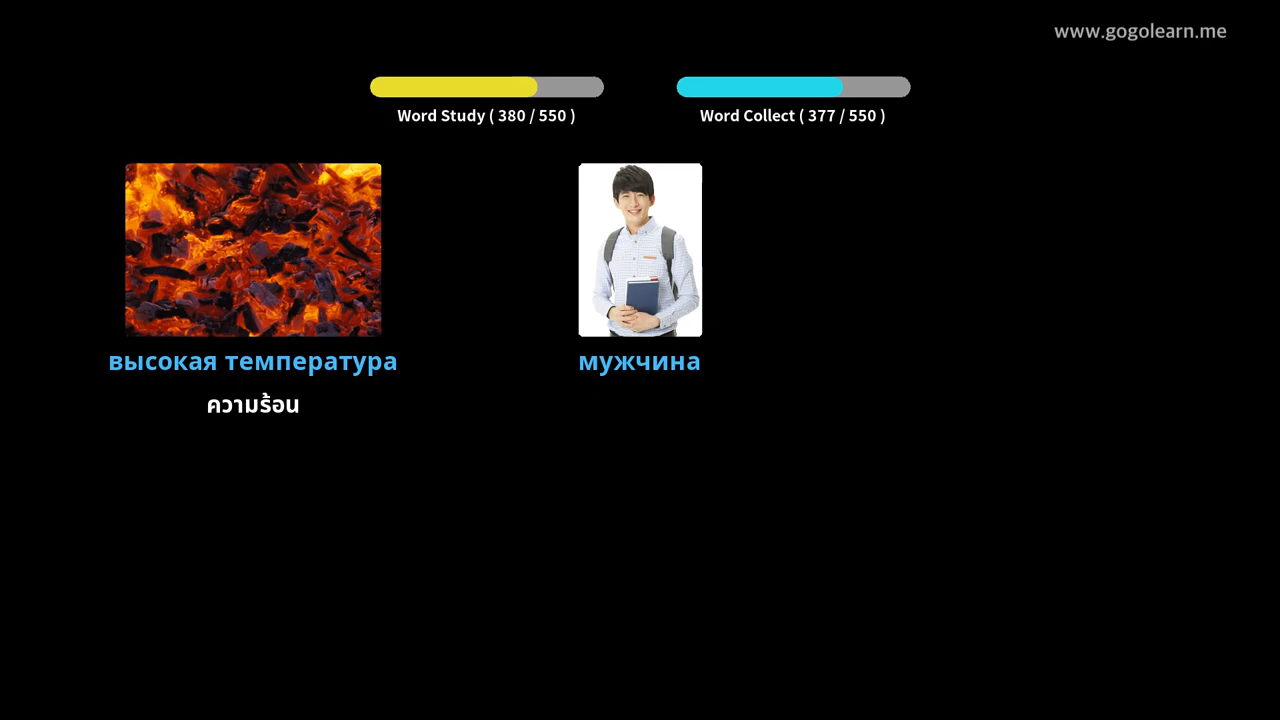 www.gogolearn.me
Word Study ( 380 / 550 )
Word Collect ( 377 / 550 )
высокая температура
мужчина
ความร้อน